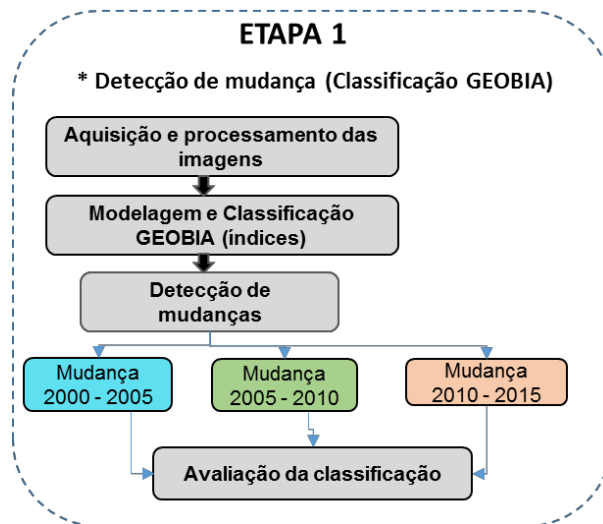 ETAPA 1
* Detecção de mudança (Classificação GEOBIA)
Aquisição e processamento das
imagens
Modelagem e Classificação
GEOBIA (índices)
Detecção de
mudanças
Mudança
2000 - 2005
Mudança
2005 - 2010
Mudança
2010 - 2015
Avaliação da classificação